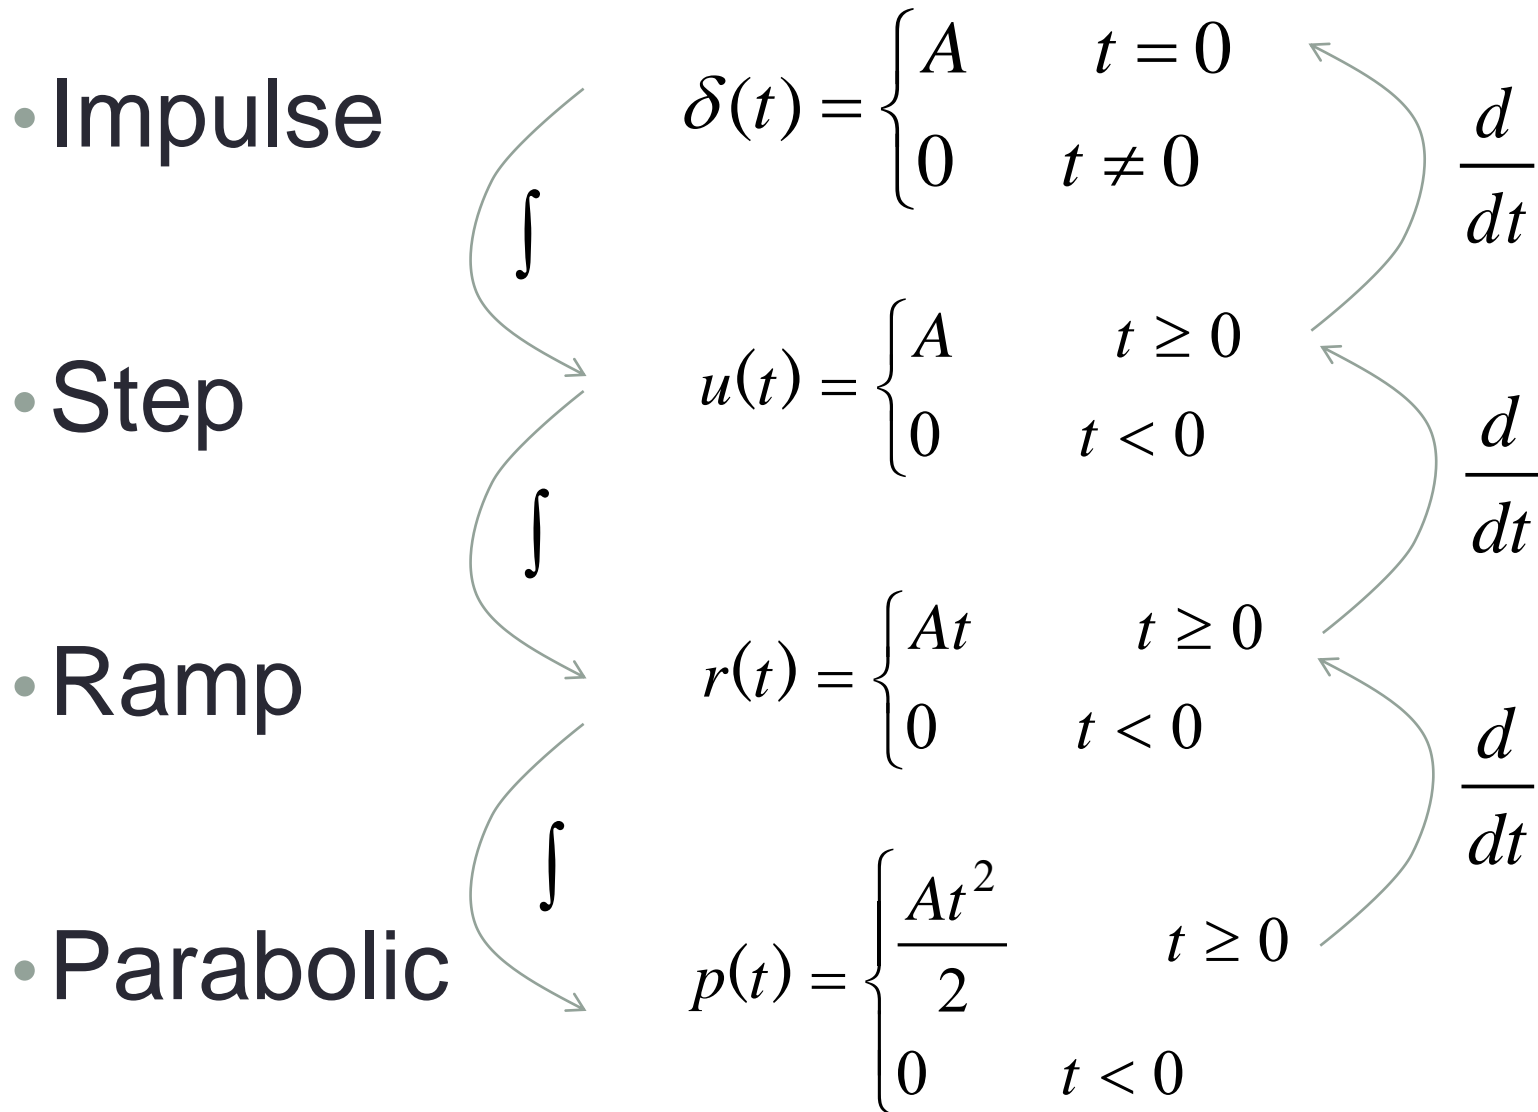 • Impulse
δ(t) = { A t = 0
0 t ≠ 0
∫
d/dt
• Step
u(t) = { A t ≥ 0
0 t < 0
∫
d/dt
• Ramp
r(t) = { At t ≥ 0
0 t < 0
∫
d/dt
• Parabolic
p(t) = { At²/2 t ≥ 0
0 t < 0